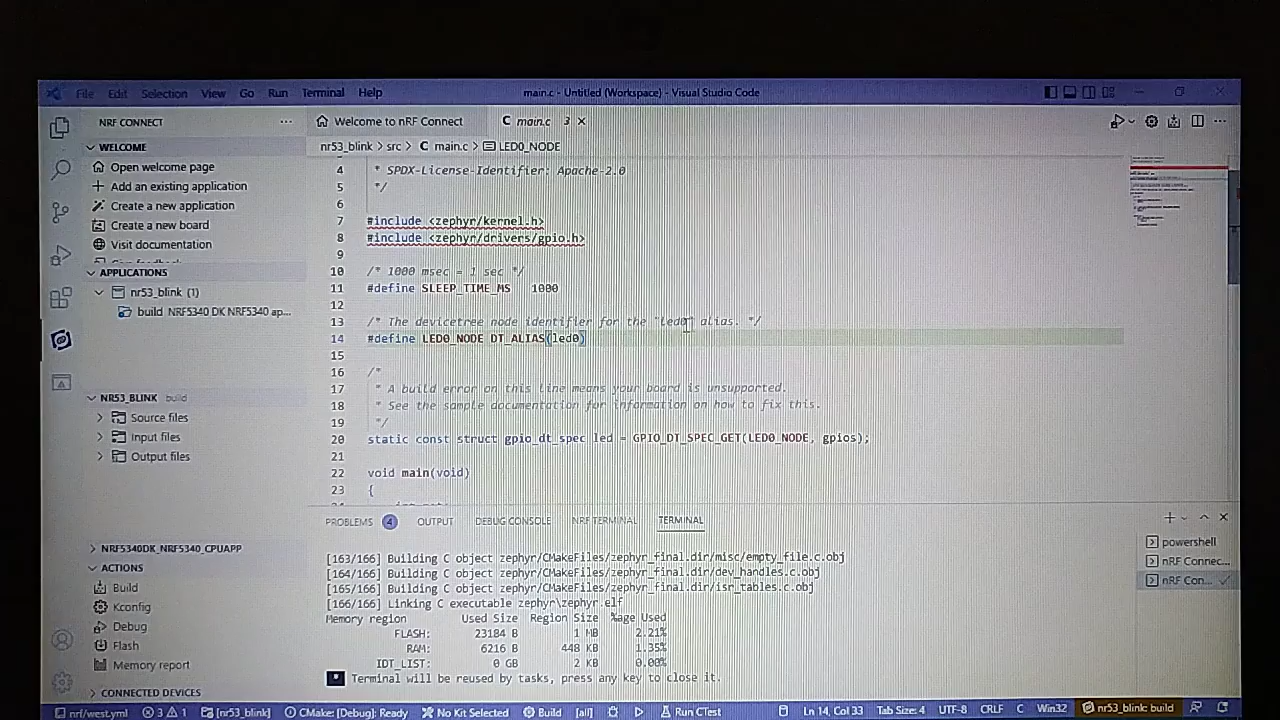 File Edit Selection View Go Run Terminal Help main.c - Untitled (Workspace) - Visual Studio Code
NRF CONNECT
WELCOME
Open welcome page
Add an existing application
Create a new application
Create a new board
Visit documentation
APPLICATIONS
nr53_blink (1)
build NRF5340 DK NRF5340 ap...
NR53_BLINK build
Source files
Input files
Output files
NRF5340DK_NRF5340_CPUAPP
ACTIONS
Build
Kconfig
Debug
Flash
Memory report
CONNECTED DEVICES
Welcome to nRF Connect C main.c 3
nr53_blink > src > C main.c > LED0_NODE
4 * SPDX-License-Identifier: Apache-2.0
5 */
6
7 #include <zephyr/kernel.h>
8 #include <zephyr/drivers/gpio.h>
9
10 /* 1000 msec = 1 sec */
11 #define SLEEP_TIME_MS 1000
12
13 /* The devicetree node identifier for the "led0" alias. */
14 #define LED0_NODE DT_ALIAS(led0)
15
16 /*
17 * A build error on this line means your board is unsupported.
18 * See the sample documentation for information on how to fix this.
19 */
20 static const struct gpio_dt_spec led = GPIO_DT_SPEC_GET(LED0_NODE, gpios);
21
22 void main(void)
23 {
PROBLEMS 4 OUTPUT DEBUG CONSOLE NRF TERMINAL TERMINAL
[163/166] Building C object zephyr/CMakeFiles/zephyr_final.dir/misc/empty_file.c.obj
[164/166] Building C object zephyr/CMakeFiles/zephyr_final.dir/dev_handles.c.obj
[165/166] Building C object zephyr/CMakeFiles/zephyr_final.dir/isr_tables.c.obj
[166/166] Linking C executable zephyr\zephyr.elf
Memory region Used Size Region Size %age Used
FLASH: 23184 B 1 MB 2.21%
RAM: 6216 B 448 KB 1.35%
IDT_LIST: 0 GB 2 KB 0.00%
Terminal will be reused by tasks, press any key to close it.
powershell
nRF Connec...
nRF Con...
nrf/west.yml 3 1 [nr53_blink] CMake: [Debug]: Ready No Kit Selected Build [all] Run CTest Ln 14, Col 33 Tab Size: 4 UTF-8 CRLF C Win32 nr53_blink: build